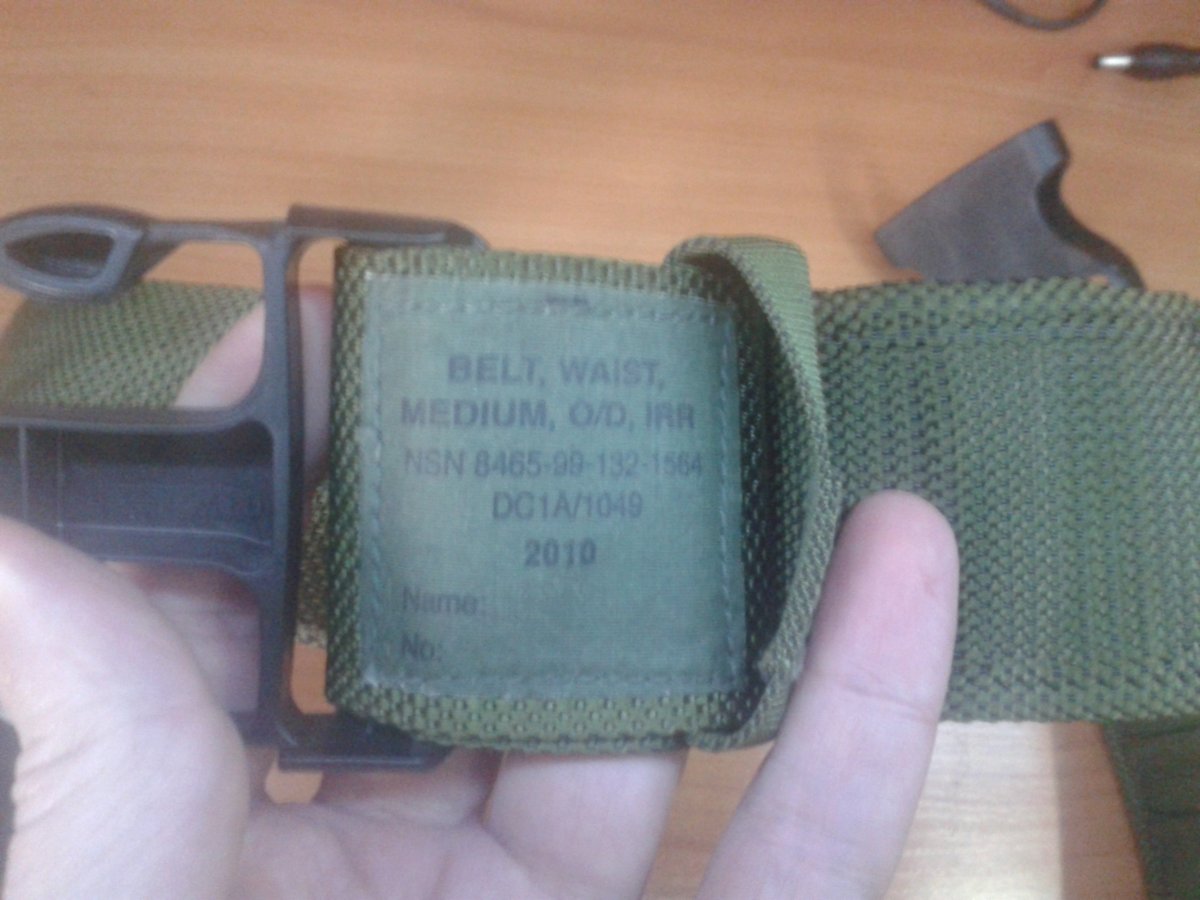 BELT, WAIST,
MEDIUM, O/D, IRR
NSN 8465-99-132-1564
DC1A/1049
2010
Name:
No: